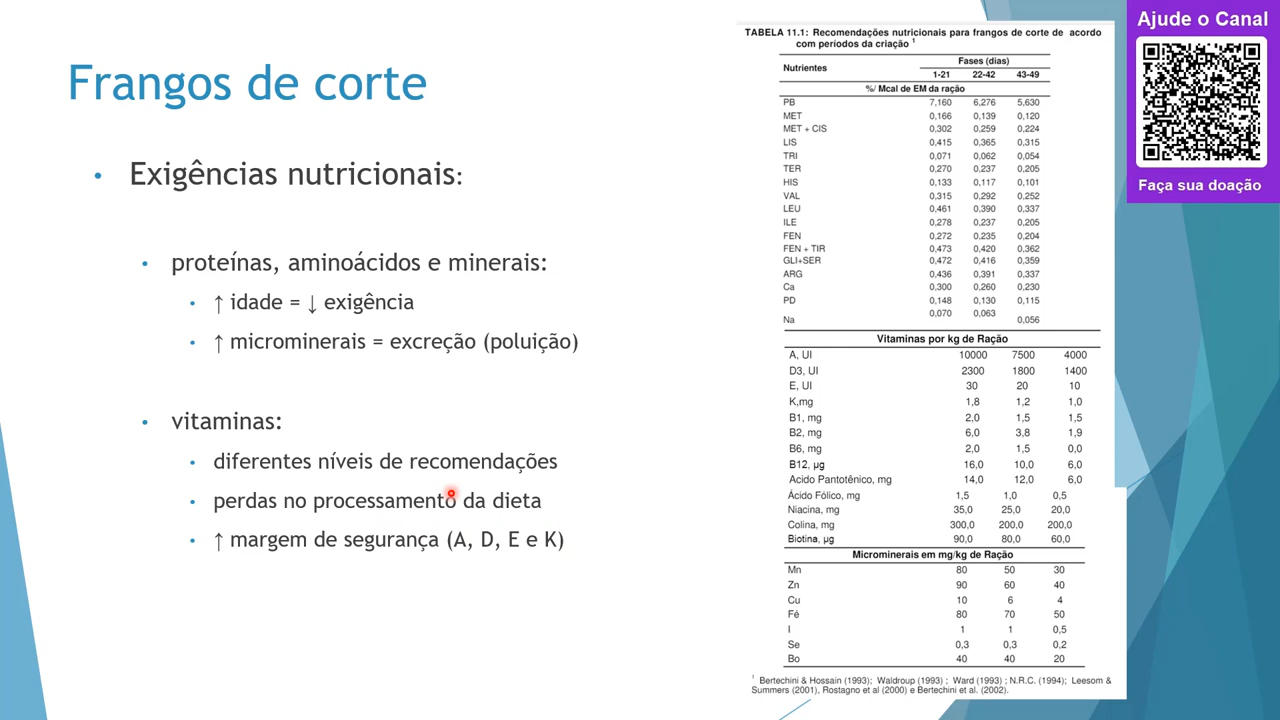 Frangos de corte
• Exigências nutricionais:
• proteínas, aminoácidos e minerais:
• ↑ idade = ↓ exigência
• ↑ microminerais = excreção (poluição)
• vitaminas:
• diferentes níveis de recomendações
• perdas no processamento da dieta
• ↑ margem de segurança (A, D, E e K)
TABELA 11.1: Recomendações nutricionais para frangos de corte de acordo
com períodos da criação ¹
Nutrientes Fases (dias)
1-21 22-42 43-49
%/ Mcal de EM da ração
PB 7,160 6,276 5,630
MET 0,166 0,139 0,120
MET + CIS 0,302 0,259 0,224
LIS 0,415 0,365 0,315
TRI 0,071 0,062 0,054
TER 0,270 0,237 0,205
HIS 0,133 0,117 0,101
VAL 0,315 0,292 0,252
LEU 0,461 0,390 0,337
ILE 0,278 0,237 0,205
FEN 0,272 0,235 0,204
FEN + TIR 0,473 0,420 0,362
GLI+SER 0,472 0,416 0,359
ARG 0,436 0,391 0,337
Ca 0,300 0,260 0,230
PD 0,148 0,130 0,115
Na 0,070 0,063 0,056
Vitaminas por kg de Ração
A, UI 10000 7500 4000
D3, UI 2300 1800 1400
E, UI 30 20 10
K,mg 1,8 1,2 1,0
B1, mg 2,0 1,5 1,5
B2, mg 6,0 3,8 1,9
B6, mg 2,0 1,5 0,0
B12, µg 16,0 10,0 6,0
Acido Pantotênico, mg 14,0 12,0 6,0
Ácido Fólico, mg 1,5 1,0 0,5
Niacina, mg 35,0 25,0 20,0
Colina, mg 300,0 200,0 200,0
Biotina, µg 90,0 80,0 60,0
Microminerais em mg/kg de Ração
Mn 80 50 30
Zn 90 60 40
Cu 10 6 4
Fé 80 70 50
I 1 1 0,5
Se 0,3 0,3 0,2
Bo 40 40 20
¹ Bertechini & Hossain (1993); Waldroup (1993) ; Ward (1993) ; N.R.C. (1994); Leesom &
Summers (2001), Rostagno et al (2000) e Bertechini et al. (2002).
Ajude o Canal
Faça sua doação